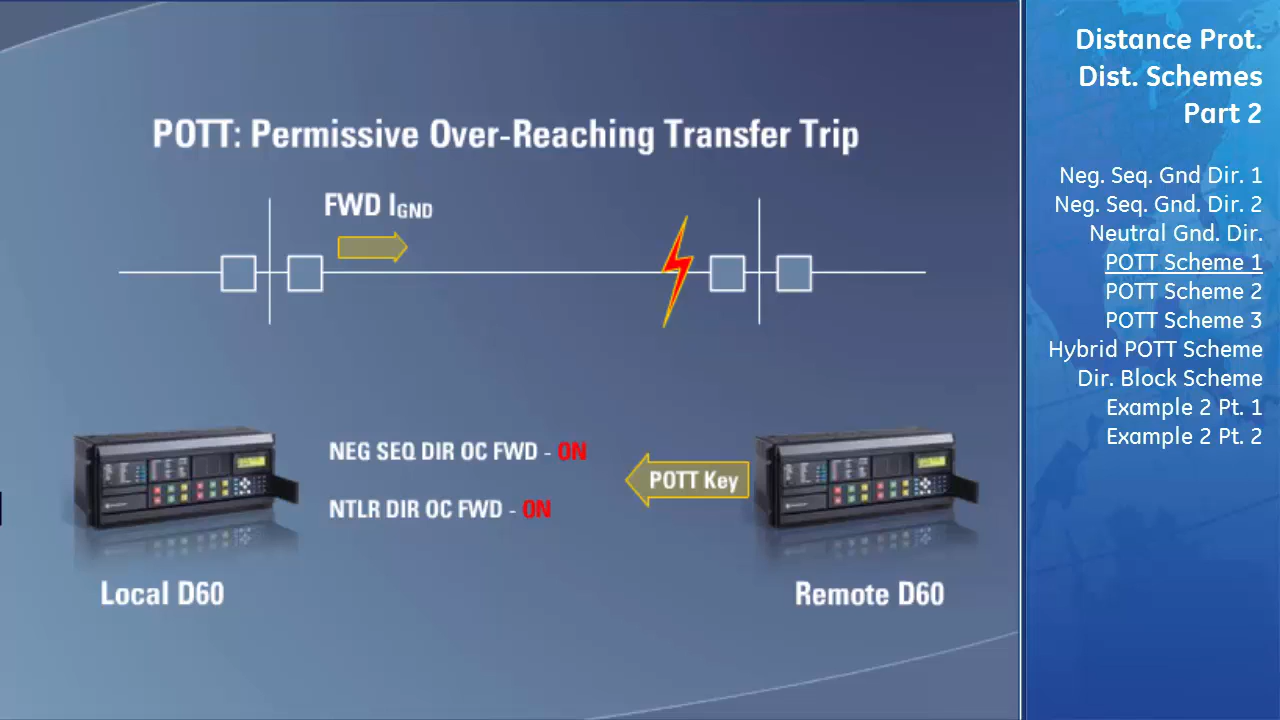 POTT: Permissive Over-Reaching Transfer Trip
FWD IGND
NEG SEQ DIR OC FWD - ON
NTLR DIR OC FWD - ON
POTT Key
Local D60
Remote D60
Distance Prot.
Dist. Schemes
Part 2
Neg. Seq. Gnd Dir. 1
Neg. Seq. Gnd. Dir. 2
Neutral Gnd. Dir.
POTT Scheme 1
POTT Scheme 2
POTT Scheme 3
Hybrid POTT Scheme
Dir. Block Scheme
Example 2 Pt. 1
Example 2 Pt. 2